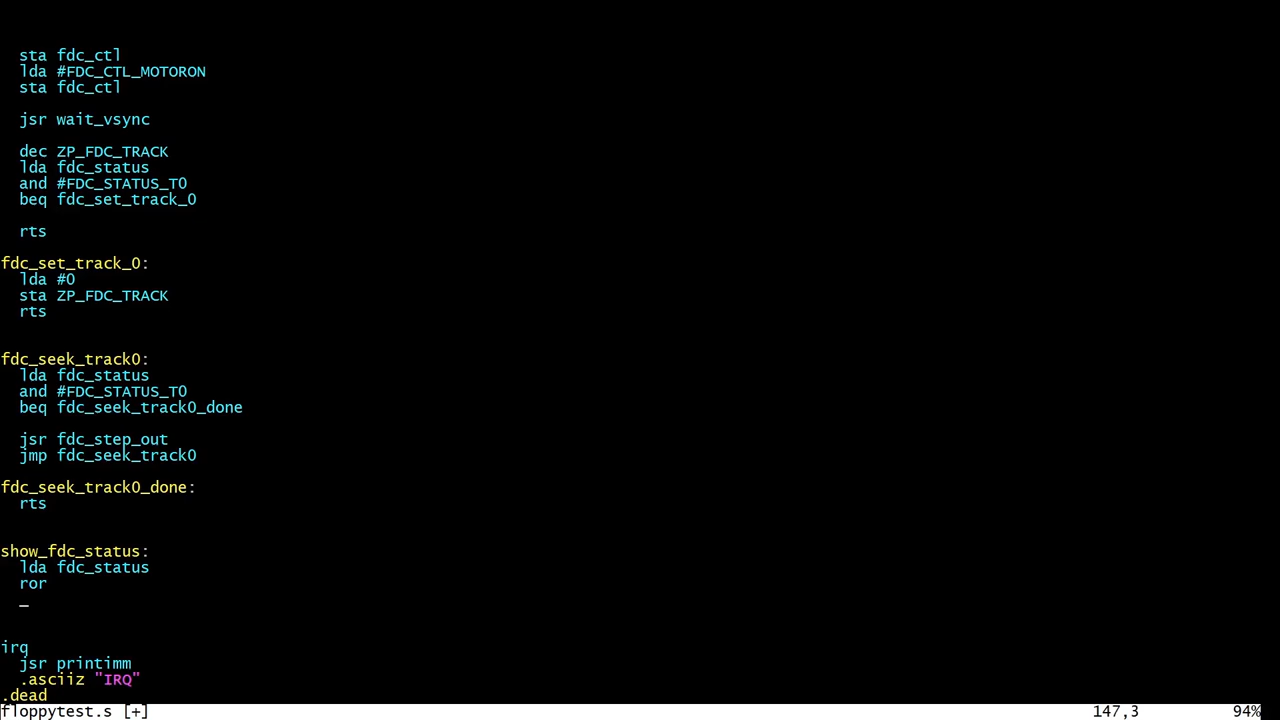 sta fdc_ctl
lda #FDC_CTL_MOTORON
sta fdc_ctl
jsr wait_vsync
dec ZP_FDC_TRACK
lda fdc_status
and #FDC_STATUS_T0
beq fdc_set_track_0
rts
fdc_set_track_0:
lda #0
sta ZP_FDC_TRACK
rts
fdc_seek_track0:
lda fdc_status
and #FDC_STATUS_T0
beq fdc_seek_track0_done
jsr fdc_step_out
jmp fdc_seek_track0
fdc_seek_track0_done:
rts
show_fdc_status:
lda fdc_status
ror
irq
jsr printimm
.asciiz "IRQ"
.dead
floppytest.s [+] 147,3 94%